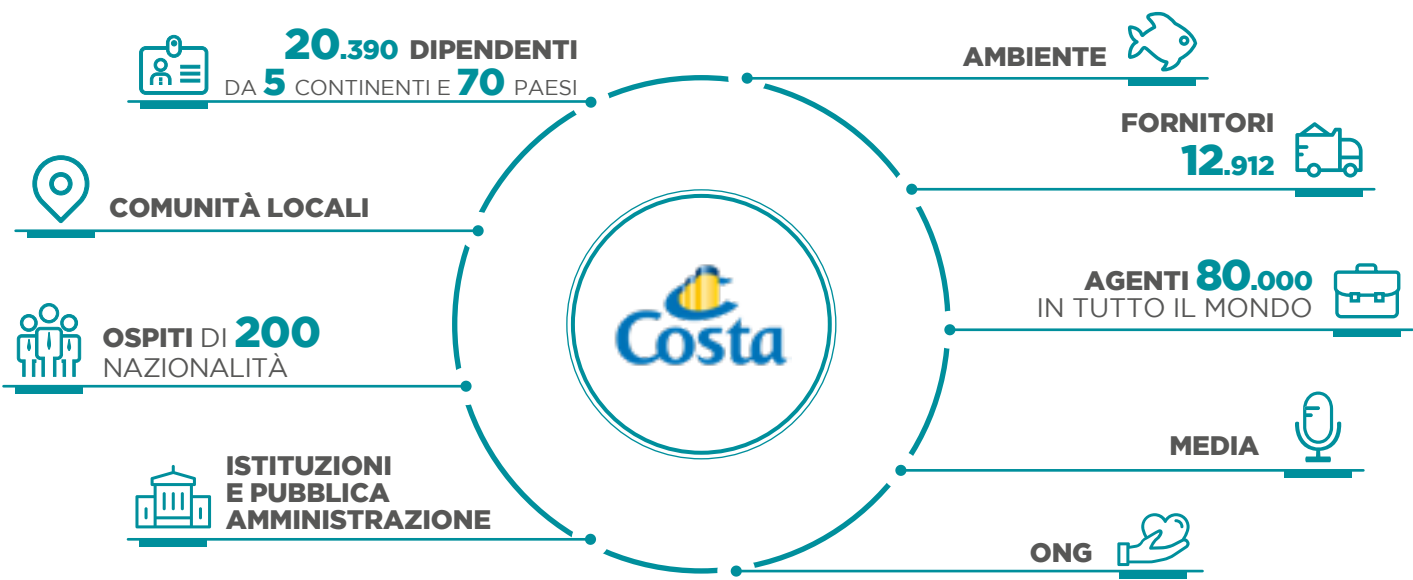 20.390 DIPENDENTI
DA 5 CONTINENTI E 70 PAESI
COMUNITÀ LOCALI
OSPITI DI 200
NAZIONALITÀ
ISTITUZIONI
E PUBBLICA
AMMINISTRAZIONE
Costa
AMBIENTE
FORNITORI
12.912
AGENTI 80.000
IN TUTTO IL MONDO
MEDIA
ONG